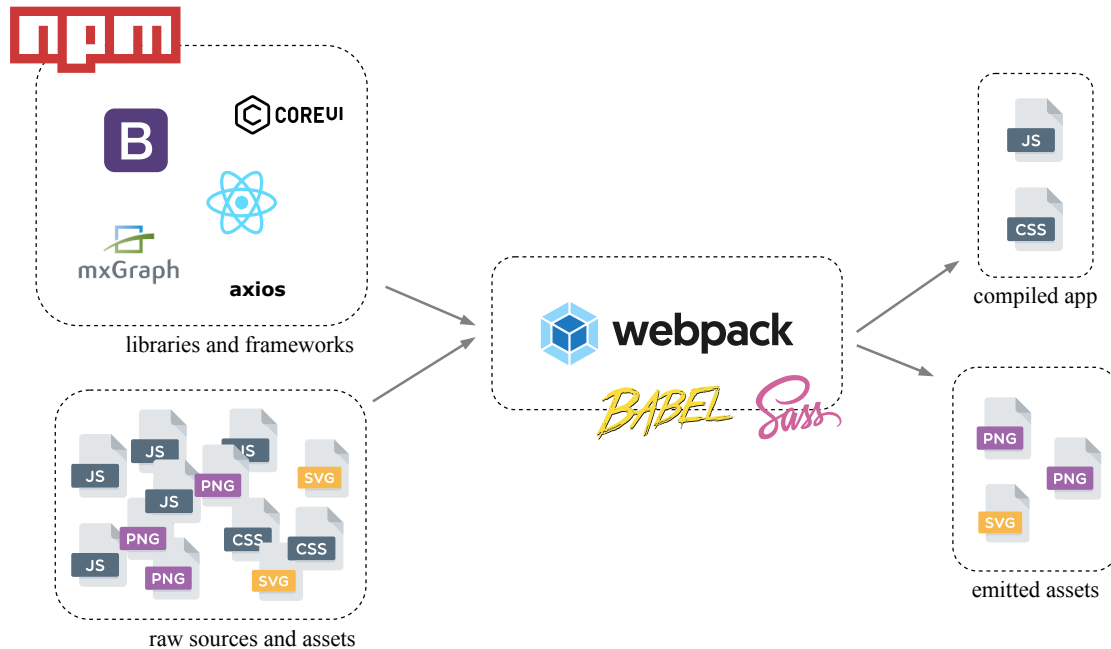 npm
COREUI
B
mxGraph
axios
libraries and frameworks
JS
JS
JS
JS
PNG
SVG
PNG
JS
PNG
CSS
CSS
SVG
raw sources and assets
webpack
BABEL
Sass
JS
CSS
compiled app
PNG
PNG
SVG
emitted assets